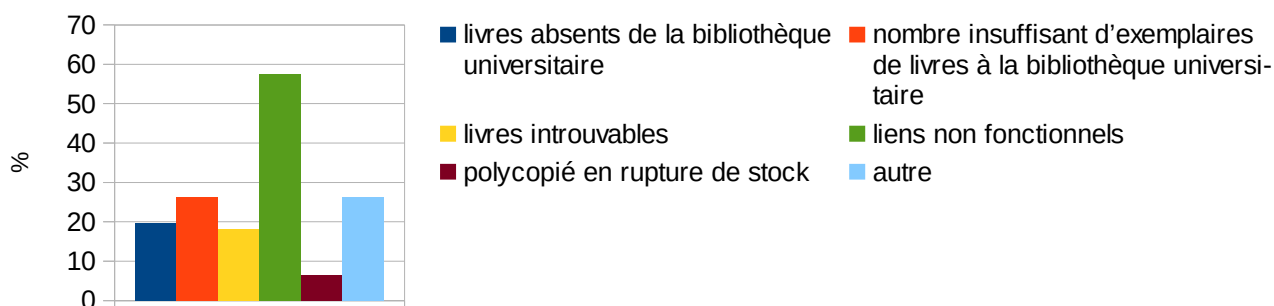 70
60
50
40
30
20
10
0
%
livres absents de la bibliothèque
universitaire
nombre insuffisant d’exemplaires
de livres à la bibliothèque universi-
taire
livres introuvables
liens non fonctionnels
polycopié en rupture de stock
autre